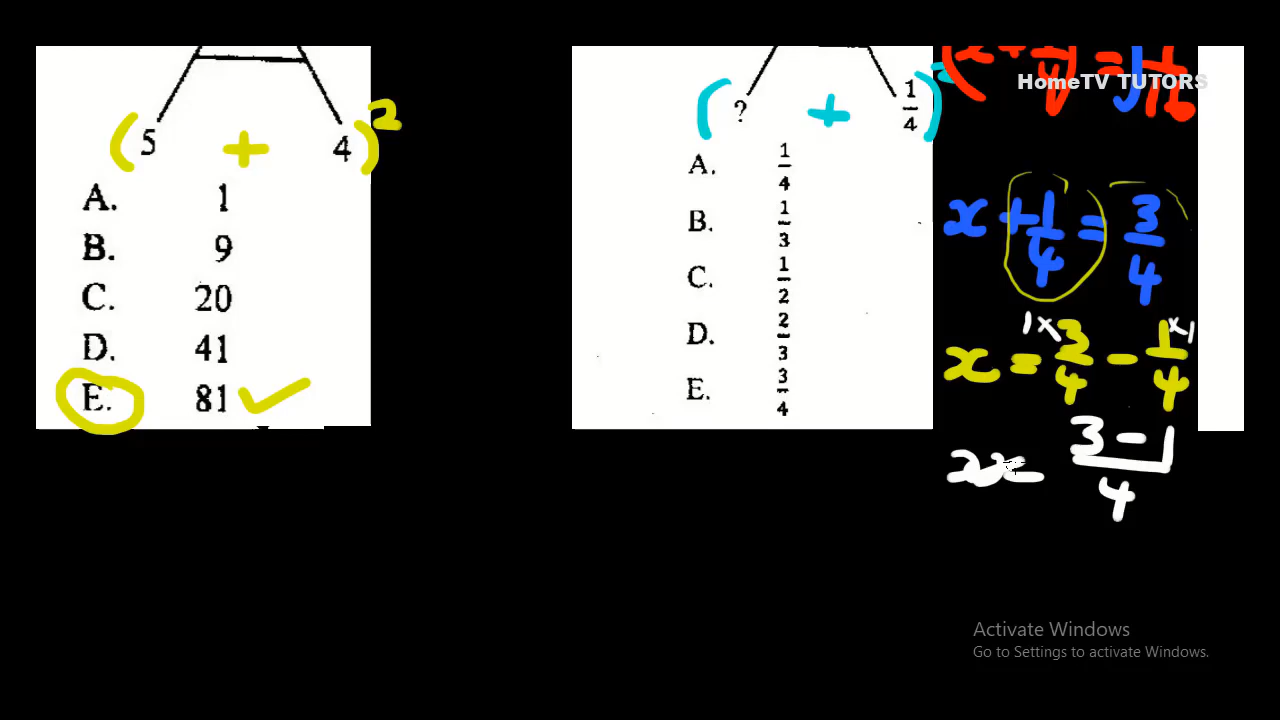 HomeTV TUTORS
(5 + 4)²
A. 1
B. 9
C. 20
D. 41
E. 81
(? + 1/4)
A. 1/4
B. 1/3
C. 1/2
D. 2/3
E. 3/4
x + 1/4 = 3/4
1× ×1
x = 3/4 - 1/4
x = 3 - 1/4
Activate Windows
Go to Settings to activate Windows.